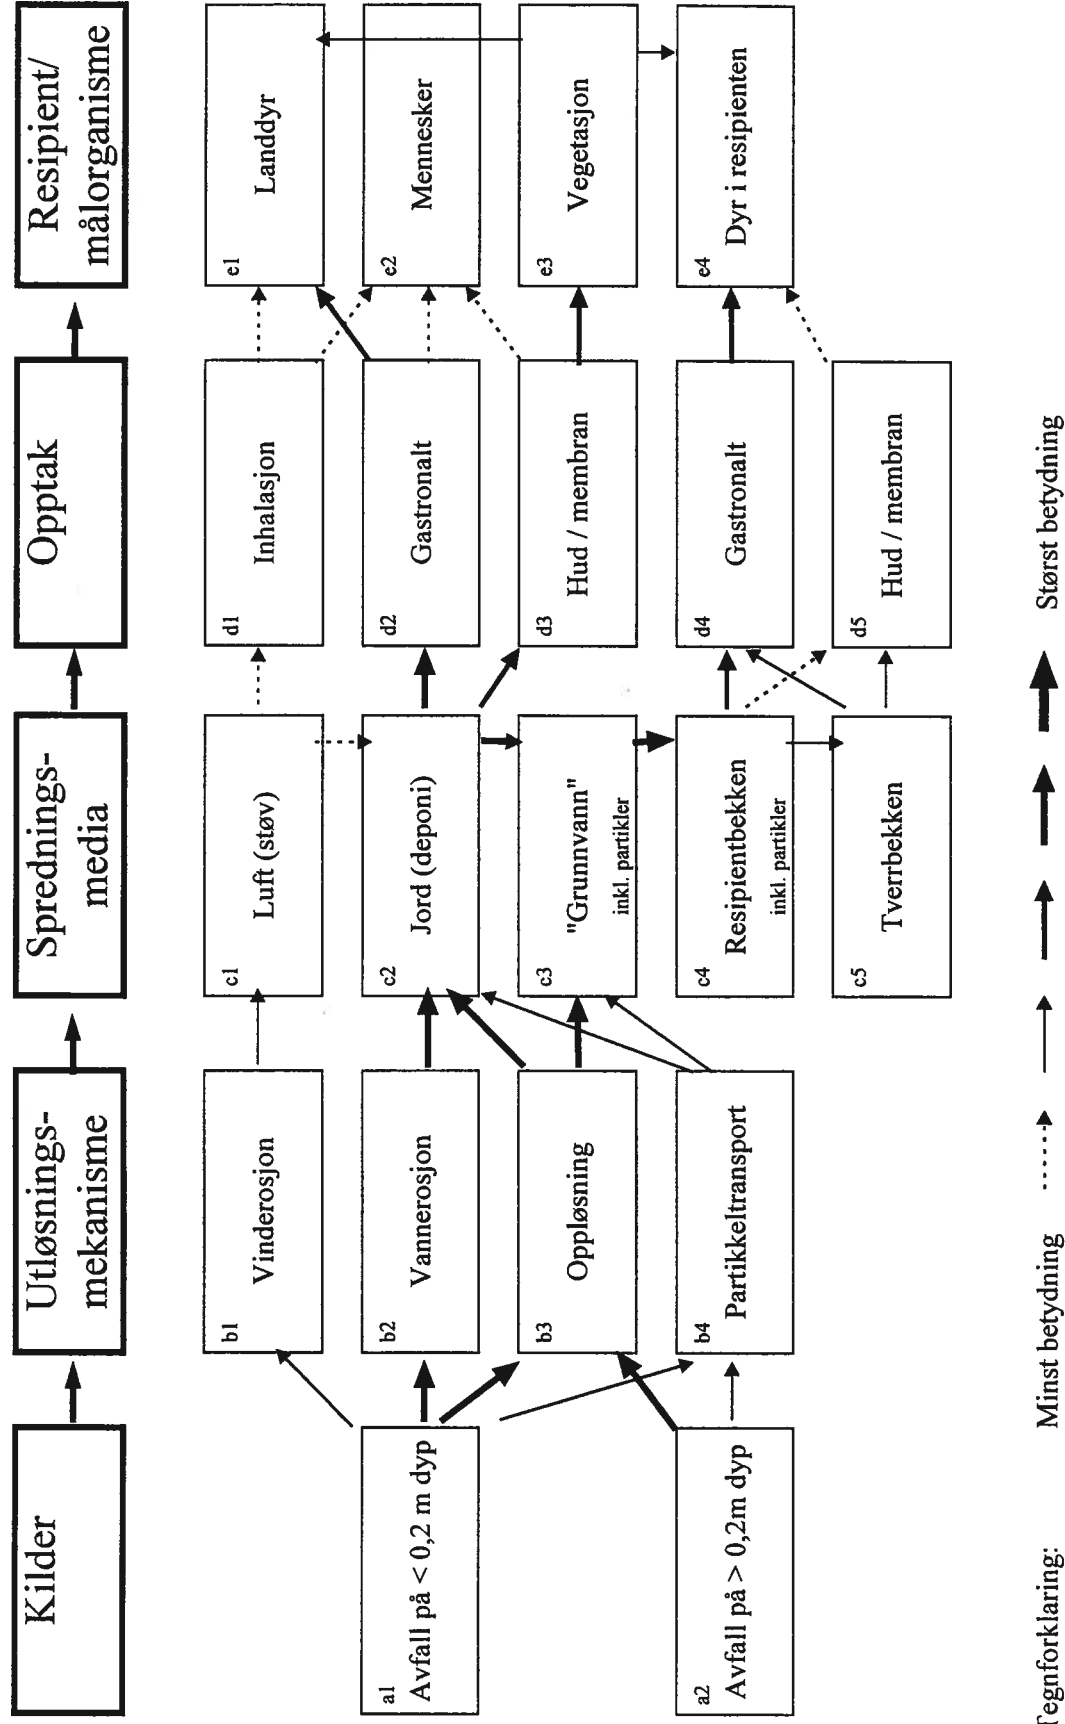 Kilder
Utløsnings-
mekanisme
Sprednings-
media
Opptak
Resipient/
målorganisme
a1
Avfall på < 0,2 m dyp
a2
Avfall på > 0,2m dyp
b1
Vinderosjon
b2
Vannerosjon
b3
Oppløsning
b4
Partikkeltransport
c1
Luft (støv)
c2
Jord (deponi)
c3
"Grunnvann"
inkl. partikler
c4
Resipientbekken
inkl. partikler
c5
Tverrbekken
d1
Inhalasjon
d2
Gastronalt
d3
Hud / membran
d4
Gastronalt
d5
Hud / membran
e1
Landdyr
e2
Mennesker
e3
Vegetasjon
e4
Dyr i resipienten
Tegnforklaring: Minst betydning Størst betydning